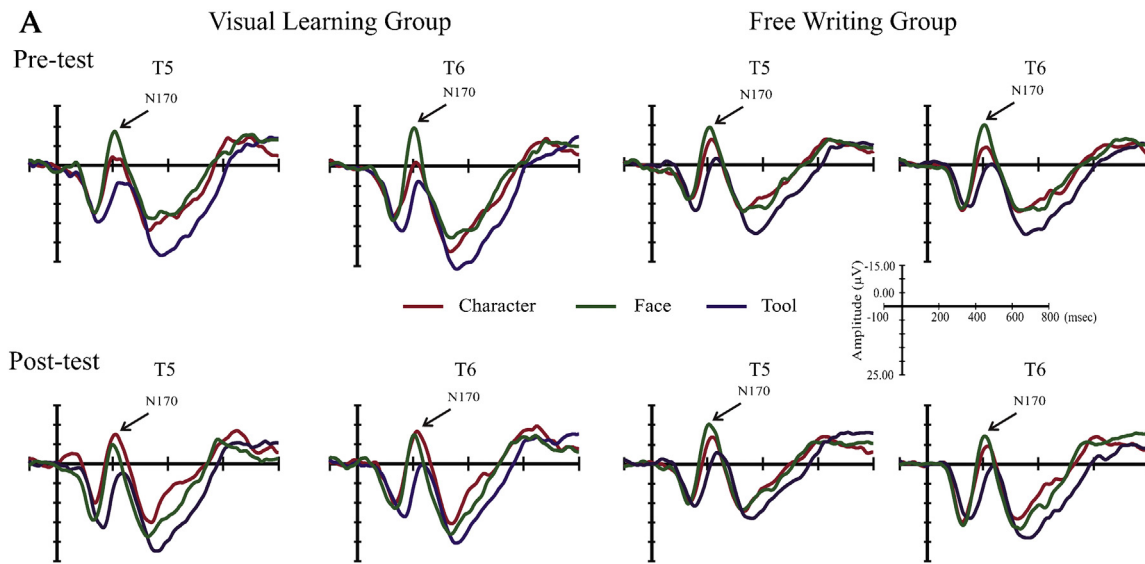 A
Visual Learning Group
Free Writing Group
Pre-test
T5
N170
T6
N170
T5
N170
T6
N170
Character
Face
Tool
Amplitude (µV)
-15.00
0.00
25.00
-100
200
400
600
800
(msec)
Post-test
T5
N170
T6
N170
T5
N170
T6
N170